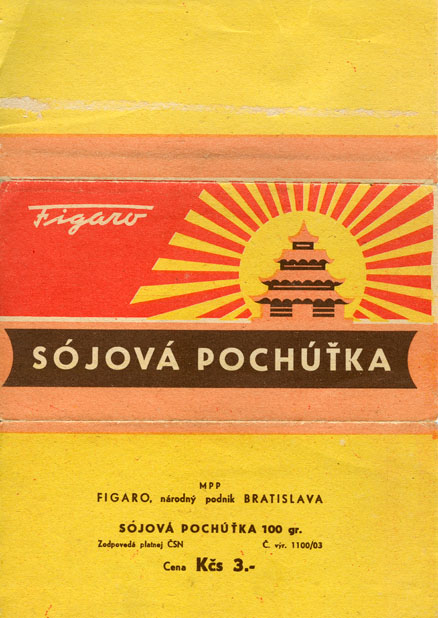 Figaro
SÓJOVÁ POCHÚŤKA
MPP
FIGARO, národný podnik BRATISLAVA
SÓJOVÁ POCHÚŤKA 100 gr.
Zodpovedá platnej ČSN Č. výr. 1100/03
Cena Kčs 3.-